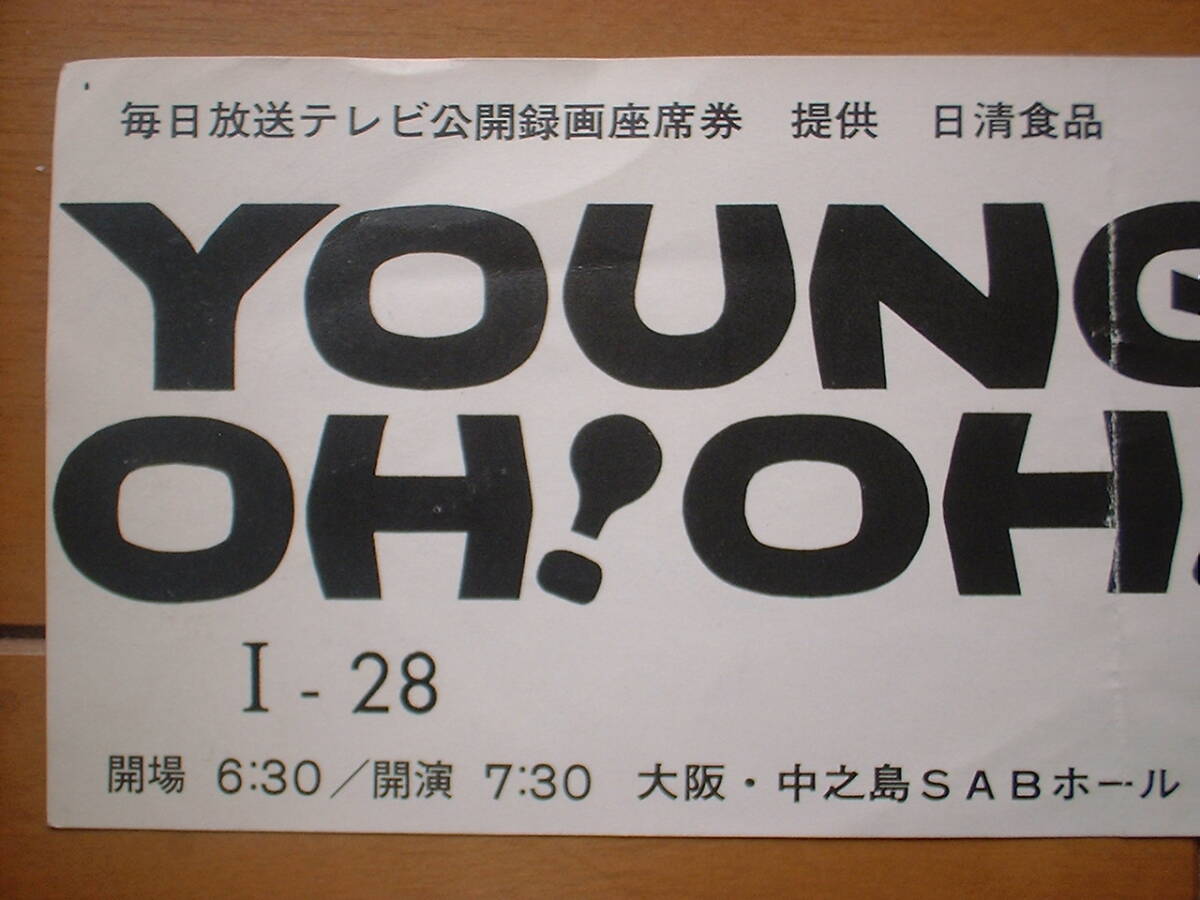 毎日放送テレビ公開録画座席券　提供　日清食品
YOUNG
OH!OH!
I - 28
開場 6:30／開演 7:30　大阪・中之島SABホール